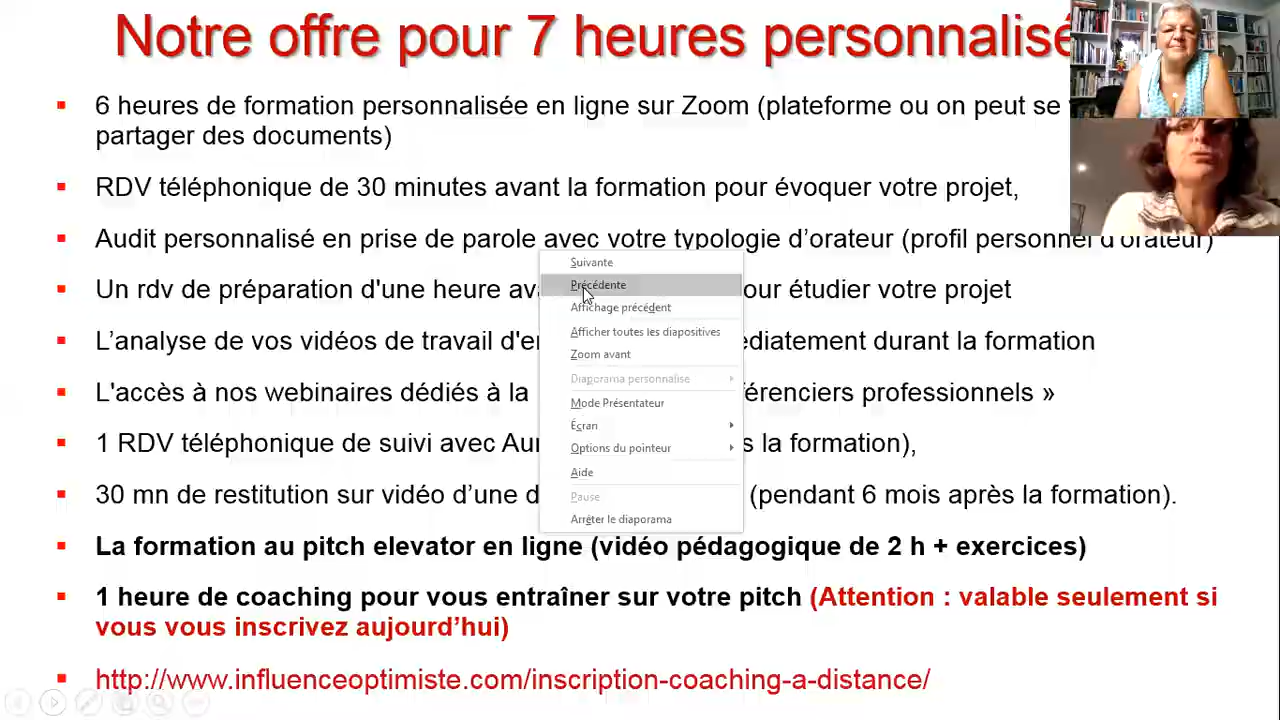 Notre offre pour 7 heures personnalisé
6 heures de formation personnalisée en ligne sur Zoom (plateforme ou on peut se
partager des documents)
RDV téléphonique de 30 minutes avant la formation pour évoquer votre projet,
Audit personnalisé en prise de parole avec votre typologie d’orateur (profil personnel d'orateur)
Un rdv de préparation d'une heure ava our étudier votre projet
L’analyse de vos vidéos de travail d'en édiatement durant la formation
L'accès à nos webinaires dédiés à la férenciers professionnels »
1 RDV téléphonique de suivi avec Aur s la formation),
30 mn de restitution sur vidéo d’une d (pendant 6 mois après la formation).
La formation au pitch elevator en ligne (vidéo pédagogique de 2 h + exercices)
1 heure de coaching pour vous entraîner sur votre pitch (Attention : valable seulement si
vous vous inscrivez aujourd’hui)
http://www.influenceoptimiste.com/inscription-coaching-a-distance/
Suivante
Précédente
Affichage précédent
Afficher toutes les diapositives
Zoom avant
Diaporama personnalisé
Mode Présentateur
Écran
Options du pointeur
Aide
Pause
Arrêter le diaporama